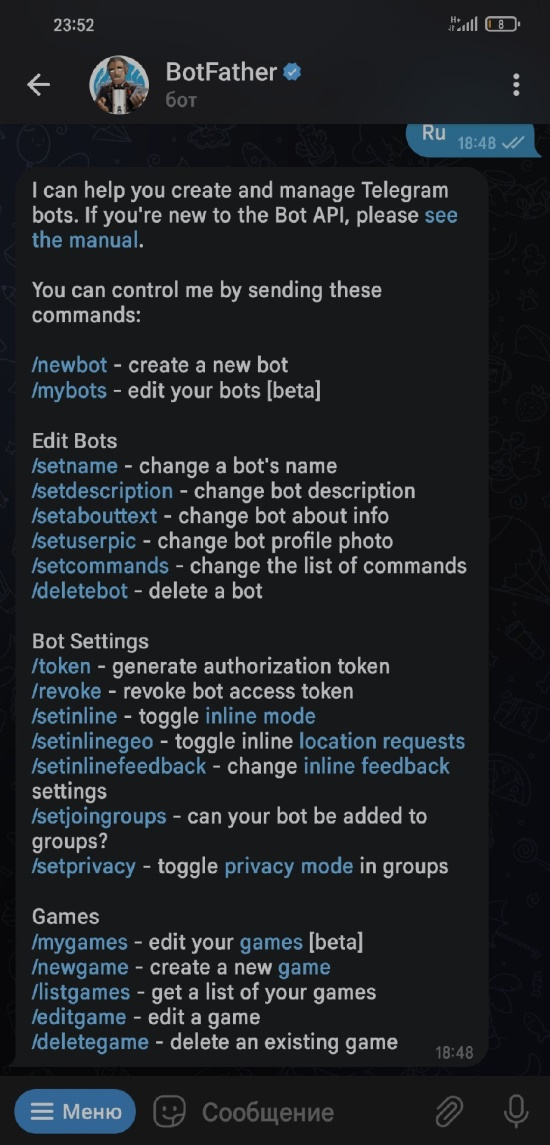 23:52
H+
8
BotFather
бот
Ru
18:48
I can help you create and manage Telegram
bots. If you're new to the Bot API, please see
the manual.
You can control me by sending these
commands:
/newbot - create a new bot
/mybots - edit your bots [beta]
Edit Bots
/setname - change a bot's name
/setdescription - change bot description
/setabouttext - change bot about info
/setuserpic - change bot profile photo
/setcommands - change the list of commands
/deletebot - delete a bot
Bot Settings
/token - generate authorization token
/revoke - revoke bot access token
/setinline - toggle inline mode
/setinlinegeo - toggle inline location requests
/setinlinefeedback - change inline feedback
settings
/setjoingroups - can your bot be added to
groups?
/setprivacy - toggle privacy mode in groups
Games
/mygames - edit your games [beta]
/newgame - create a new game
/listgames - get a list of your games
/editgame - edit a game
/deletegame - delete an existing game
18:48
Меню
Сообщение